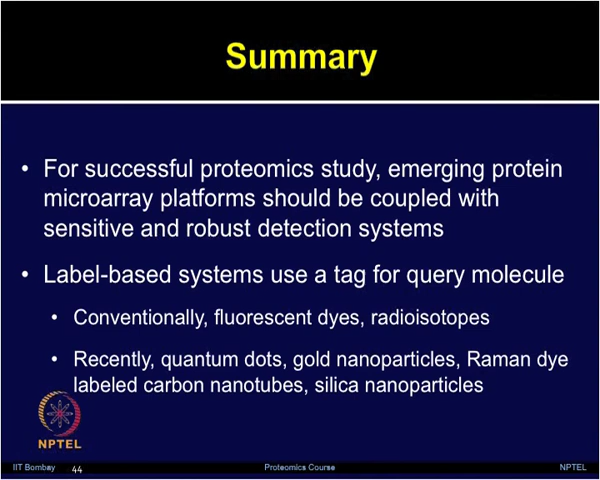 Summary
• For successful proteomics study, emerging protein
microarray platforms should be coupled with
sensitive and robust detection systems
• Label-based systems use a tag for query molecule
• Conventionally, fluorescent dyes, radioisotopes
• Recently, quantum dots, gold nanoparticles, Raman dye
labeled carbon nanotubes, silica nanoparticles
NPTEL
IIT Bombay 44 Proteomics Course NPTEL